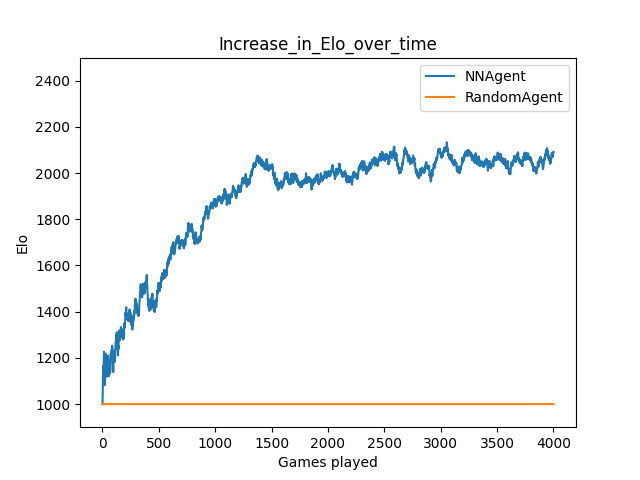 Increase_in_Elo_over_time
NNAgent
RandomAgent
2400
2200
2000
1800
1600
1400
1200
1000
Elo
0 500 1000 1500 2000 2500 3000 3500 4000
Games played